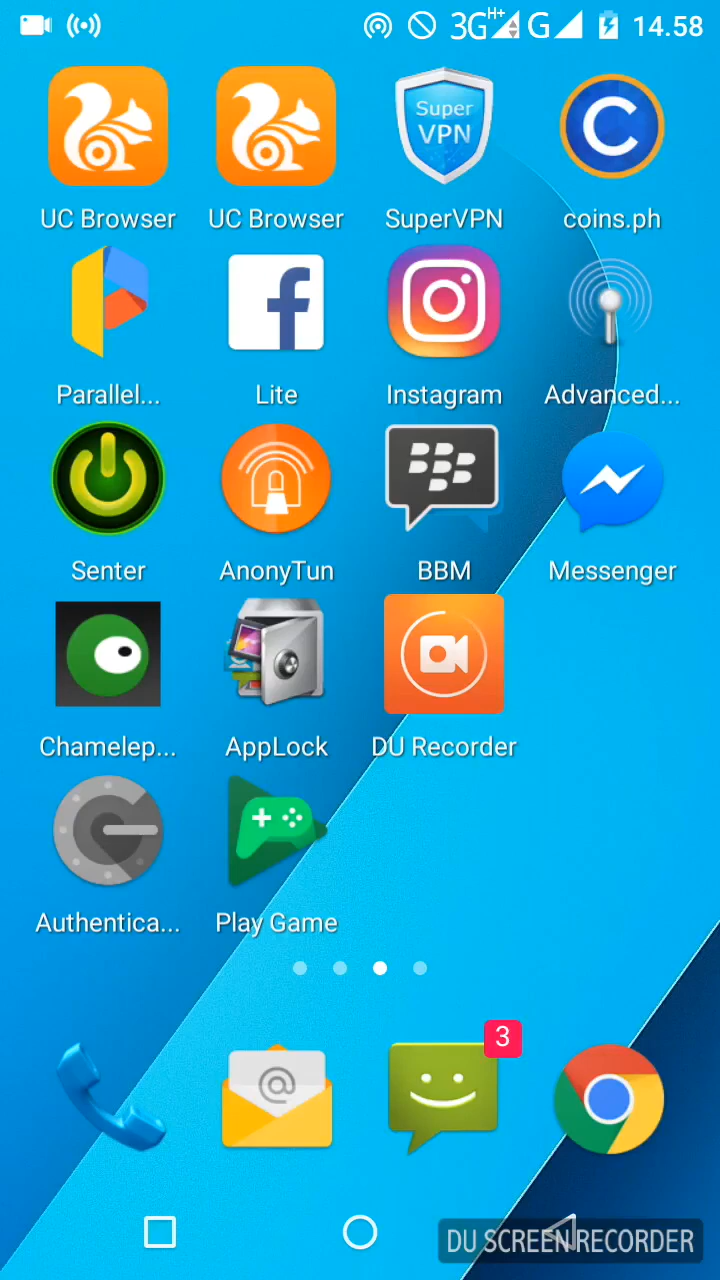 3G H+ G 14.58
Super
VPN
UC Browser UC Browser SuperVPN coins.ph
Parallel... Lite Instagram Advanced...
Senter AnonyTun BBM Messenger
Chamelep... AppLock DU Recorder
Authentica... Play Game
3
DU SCREEN RECORDER